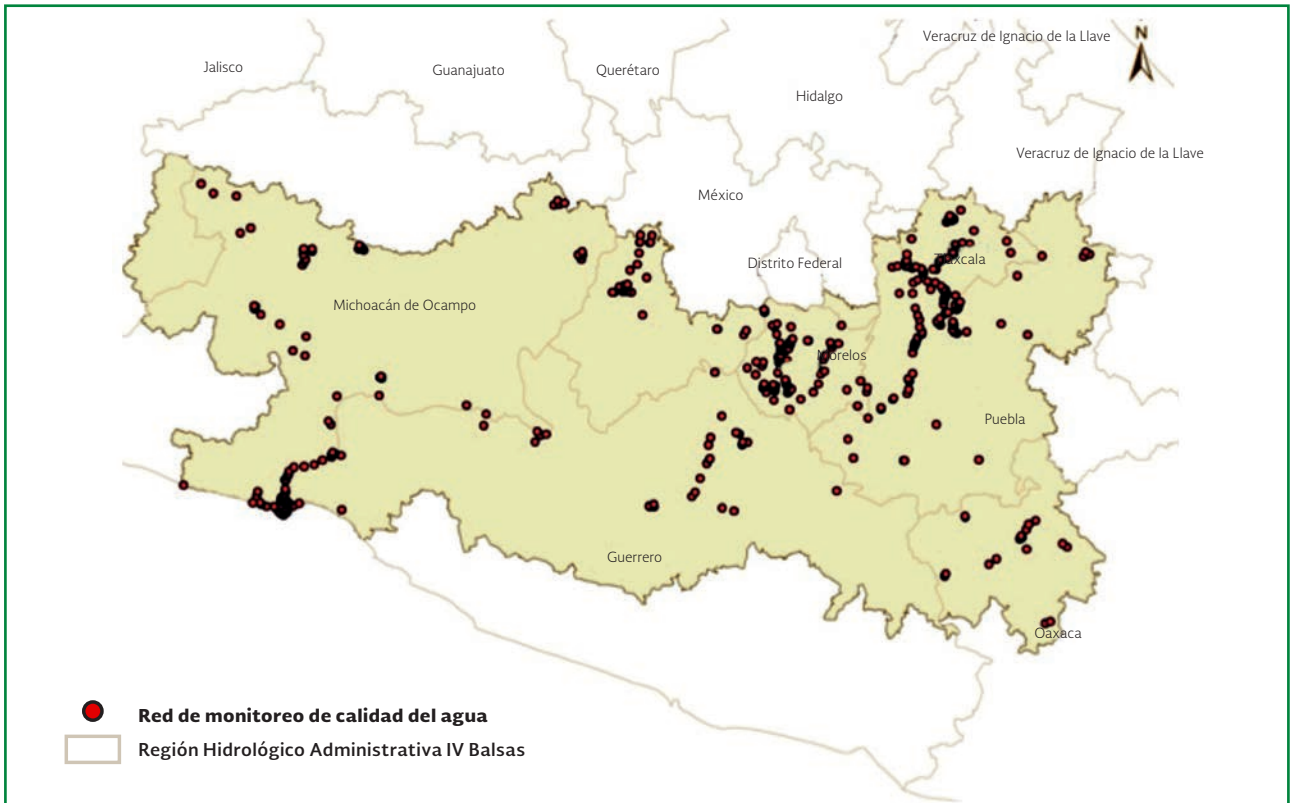 Veracruz de Ignacio de la Llave
N
Jalisco
Guanajuato
Querétaro
Hidalgo
Veracruz de Ignacio de la Llave
México
Distrito Federal
Tlaxcala
Michoacán de Ocampo
Morelos
Puebla
Guerrero
Oaxaca
Red de monitoreo de calidad del agua
Región Hidrológico Administrativa IV Balsas